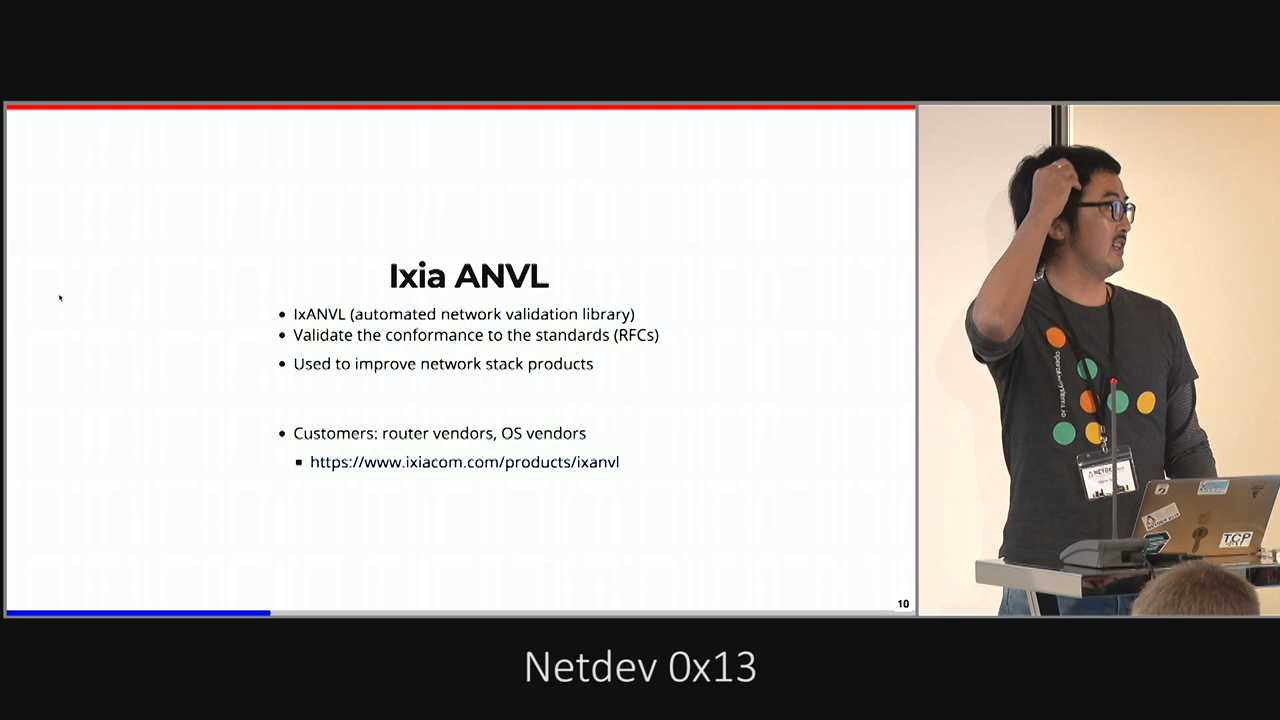 Ixia ANVL
• IxANVL (automated network validation library)
• Validate the conformance to the standards (RFCs)
• Used to improve network stack products
• Customers: router vendors, OS vendors
▪ https://www.ixiacom.com/products/ixanvl
10
TCP
Netdev 0x13